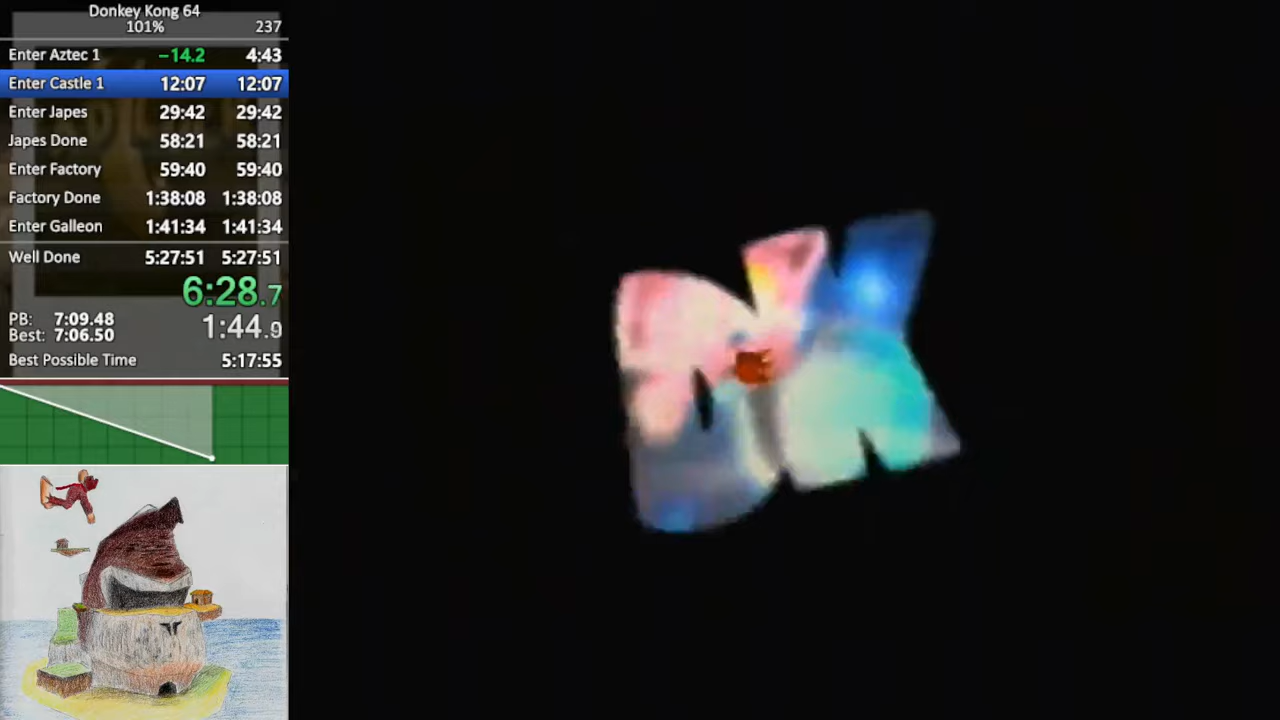 Donkey Kong 64
101% 237
Enter Aztec 1 −14.2 4:43
Enter Castle 1 12:07 12:07
Enter Japes 29:42 29:42
Japes Done 58:21 58:21
Enter Factory 59:40 59:40
Factory Done 1:38:08 1:38:08
Enter Galleon 1:41:34 1:41:34
Well Done 5:27:51 5:27:51
6:28.7
PB: 7:09.48
Best: 7:06.50
1:44.9
Best Possible Time 5:17:55
DK